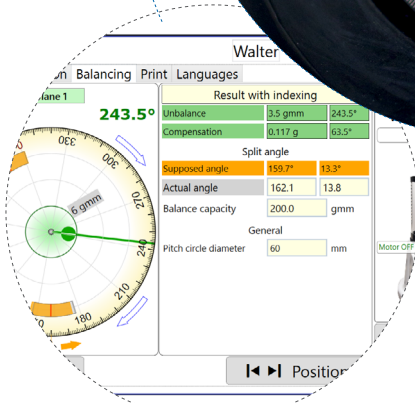 Walter
Balancing Print Languages
Plane 1
243.5°
Result with indexing
Unbalance 3.5 gmm 243.5°
Compensation 0.117 g 63.5°
Split angle
Supposed angle 159.7° 13.3°
Actual angle 162.1 13.8
Balance capacity 200.0 gmm
General
Pitch circle diameter 60 mm
330
300
270
240
210
180
6 gmm
Motor OFF
Position